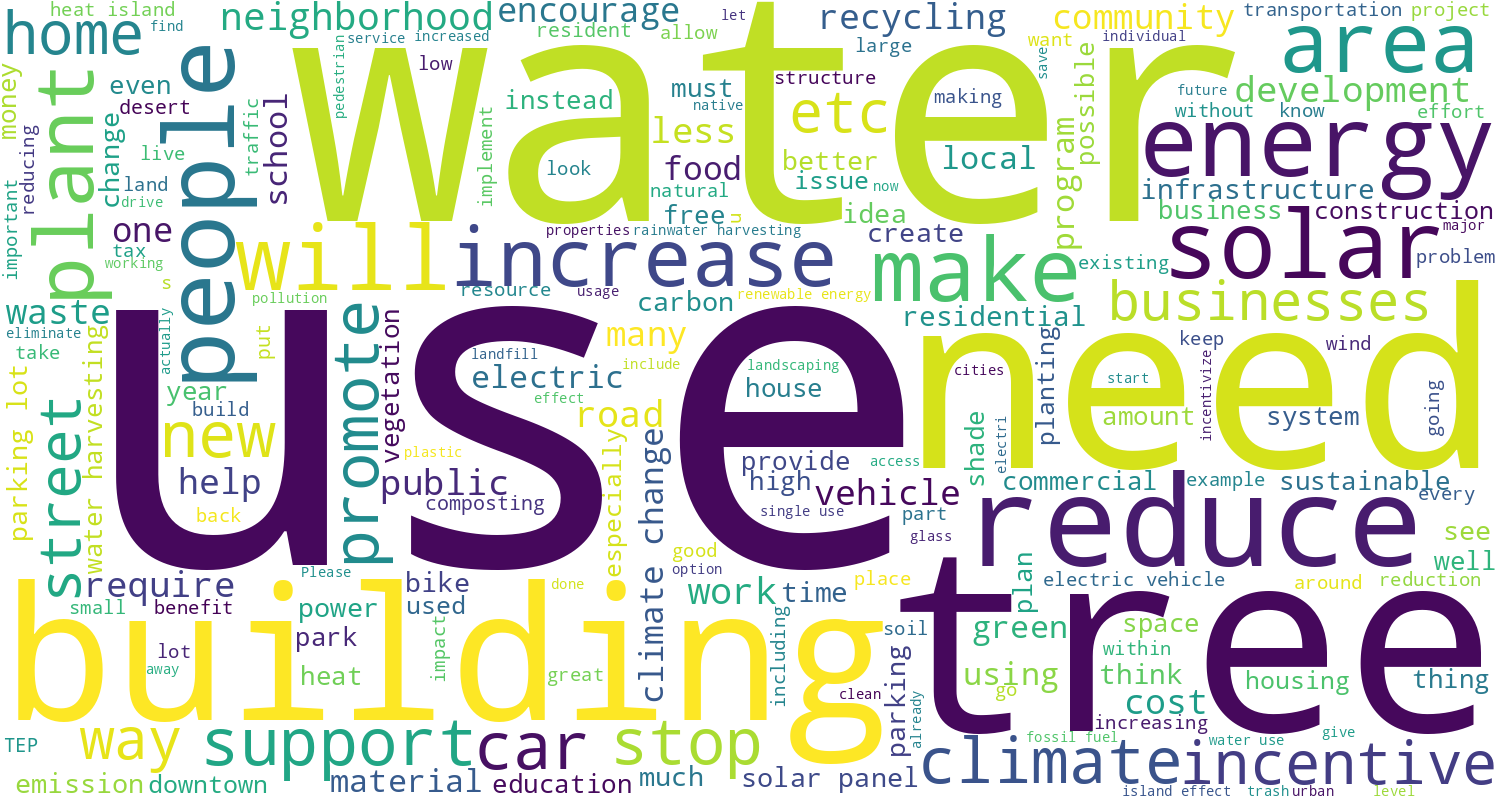 heat island
find
home
neighborhood
encourage
service
increased
let
resident
allow
recycling
large
community
want
individual
transportation
project
area
water
plant
money
even
desert
people
traffic
school
pedestrian
low
implement
instead
must
native
less
structure
etc
making
save
possible
future
development
without
know
effort
energy
change
live
land
drive
reducing
important
look
food
natural
better
issue
now
local
program
infrastructure
business
construction
major
one
tax
working
s
free
u
idea
create
properties
rainwater harvesting
will
increase
make
existing
solar
problem
waste
eliminate
take
pollution
resource
usage
carbon
renewable energy
residential
businesses
actually
put
promote
vegetation
many
include
landfill
electric
effect
landscaping
house
use
need
cities
planting
start
incentivize
keep
wind
going
parking lot
street
water harvesting
year
build
new
help
back
plastic
public
composting
road
especially
climate change
provide
high
access
vehicle
single use
part
glass
shade
electri
amount
system
commercial
example
sustainable
every
reduce
see
well
require
Please
small
benefit
power
park
bike
used
impact
done
good
option
work
time
place
plan
electric vehicle
around
reduction
building
lot
away
heat
great
including
soil
parking
clean
already
green
using
go
space
within
think
housing
thing
cost
increasing
tree
TEP
way
support
car
stop
fossil fuel
water use
give
emission
downtown
material
education
much
solar panel
climate
incentive
island effect
trash
urban
level